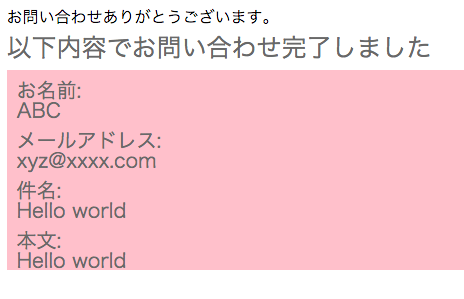 お問い合わせありがとうございます。
以下内容でお問い合わせ完了しました
お名前:
ABC
メールアドレス:
xyz@xxxx.com
件名:
Hello world
本文:
Hello world